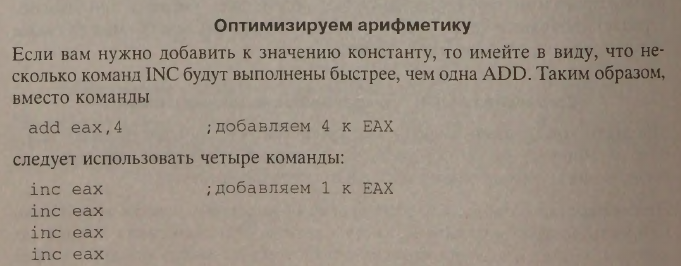 Оптимизируем арифметику
Если вам нужно добавить к значению константу, то имейте в виду, что не-
сколько команд INC будут выполнены быстрее, чем одна ADD. Таким образом,
вместо команды
add eax,4 ;добавляем 4 к EAX
следует использовать четыре команды:
inc eax ;добавляем 1 к EAX
inc eax
inc eax
inc eax